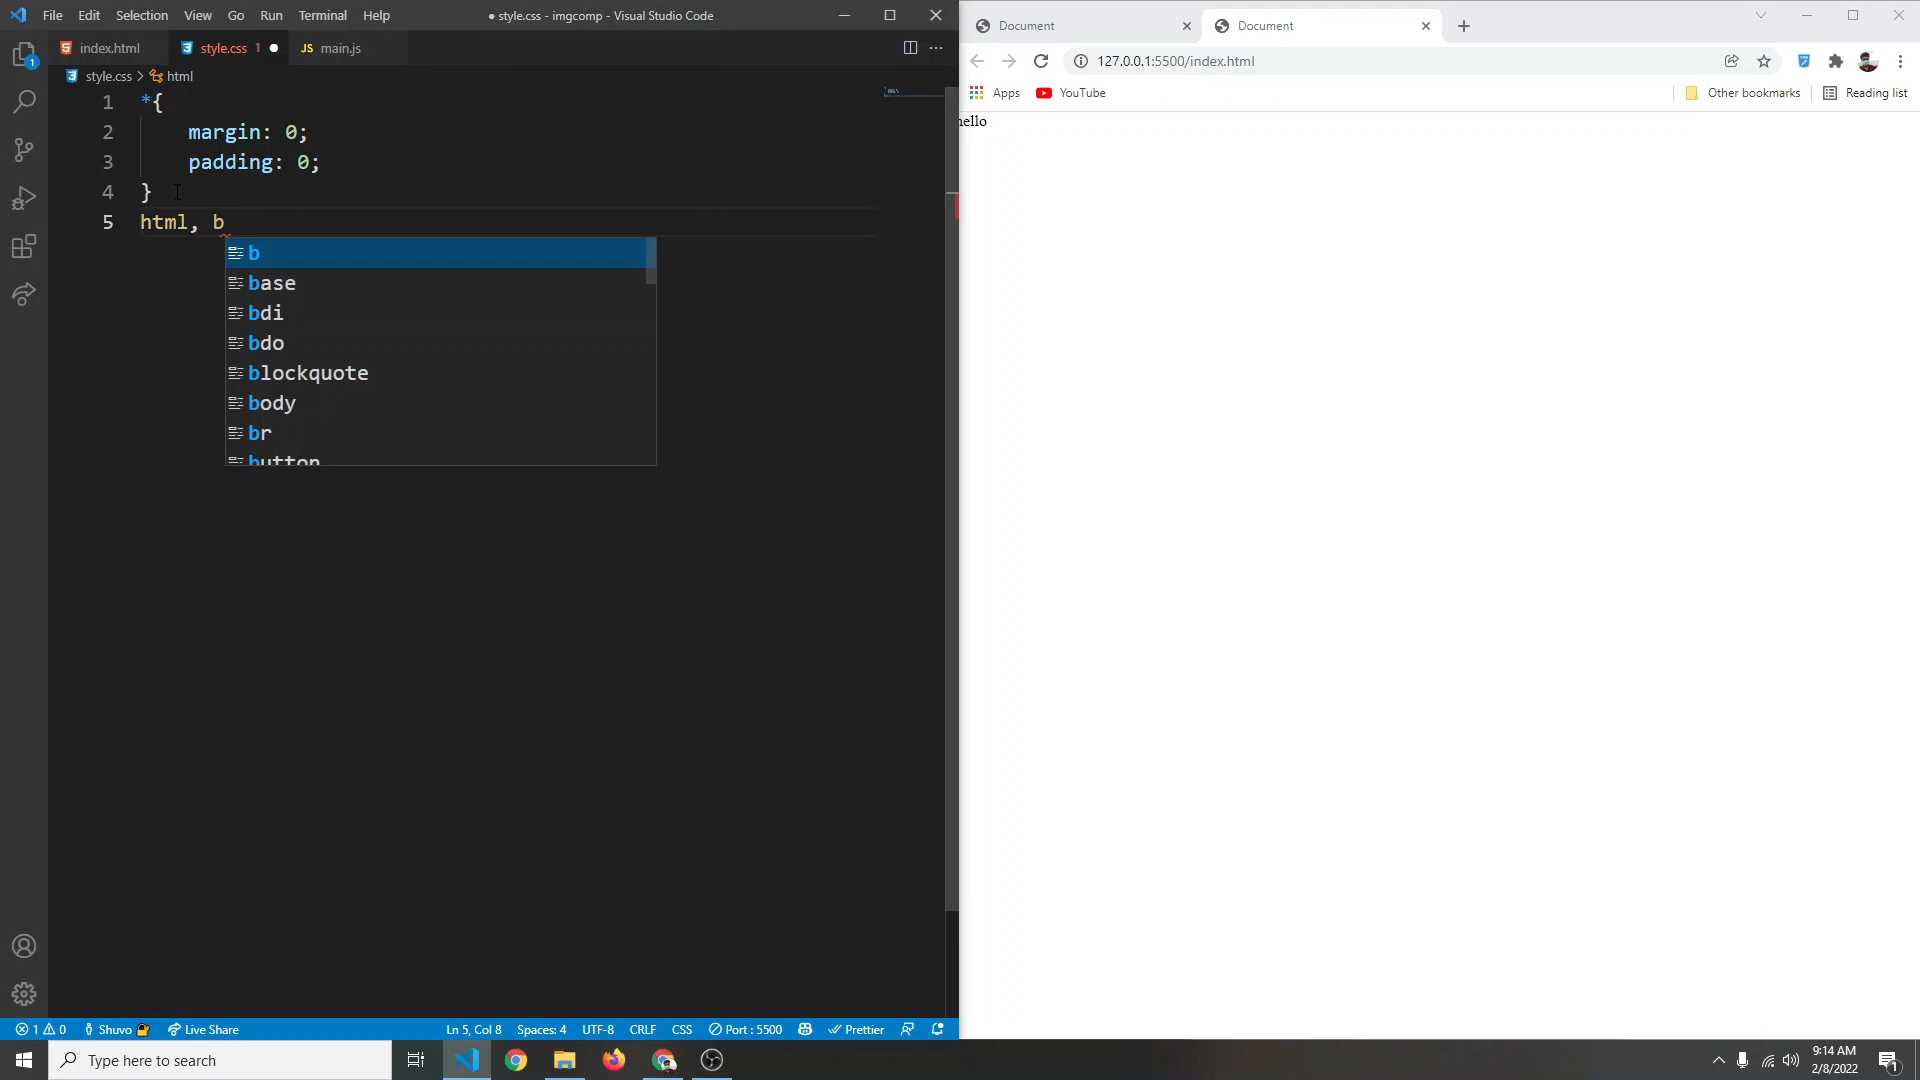 File Edit Selection View Go Run Terminal Help
● style.css - imgcomp - Visual Studio Code
index.html
style.css 1 ●
JS main.js
style.css > html
1 *{
2 margin: 0;
3 padding: 0;
4 }
5 html, b
b
base
bdi
bdo
blockquote
body
br
button
1 0
Shuvo
Live Share
Ln 5, Col 8
Spaces: 4
UTF-8
CRLF
CSS
Port : 5500
Prettier
Document
Document
127.0.0.1:5500/index.html
Apps
YouTube
Other bookmarks
Reading list
hello
1
Type here to search
9:14 AM
2/8/2022
1